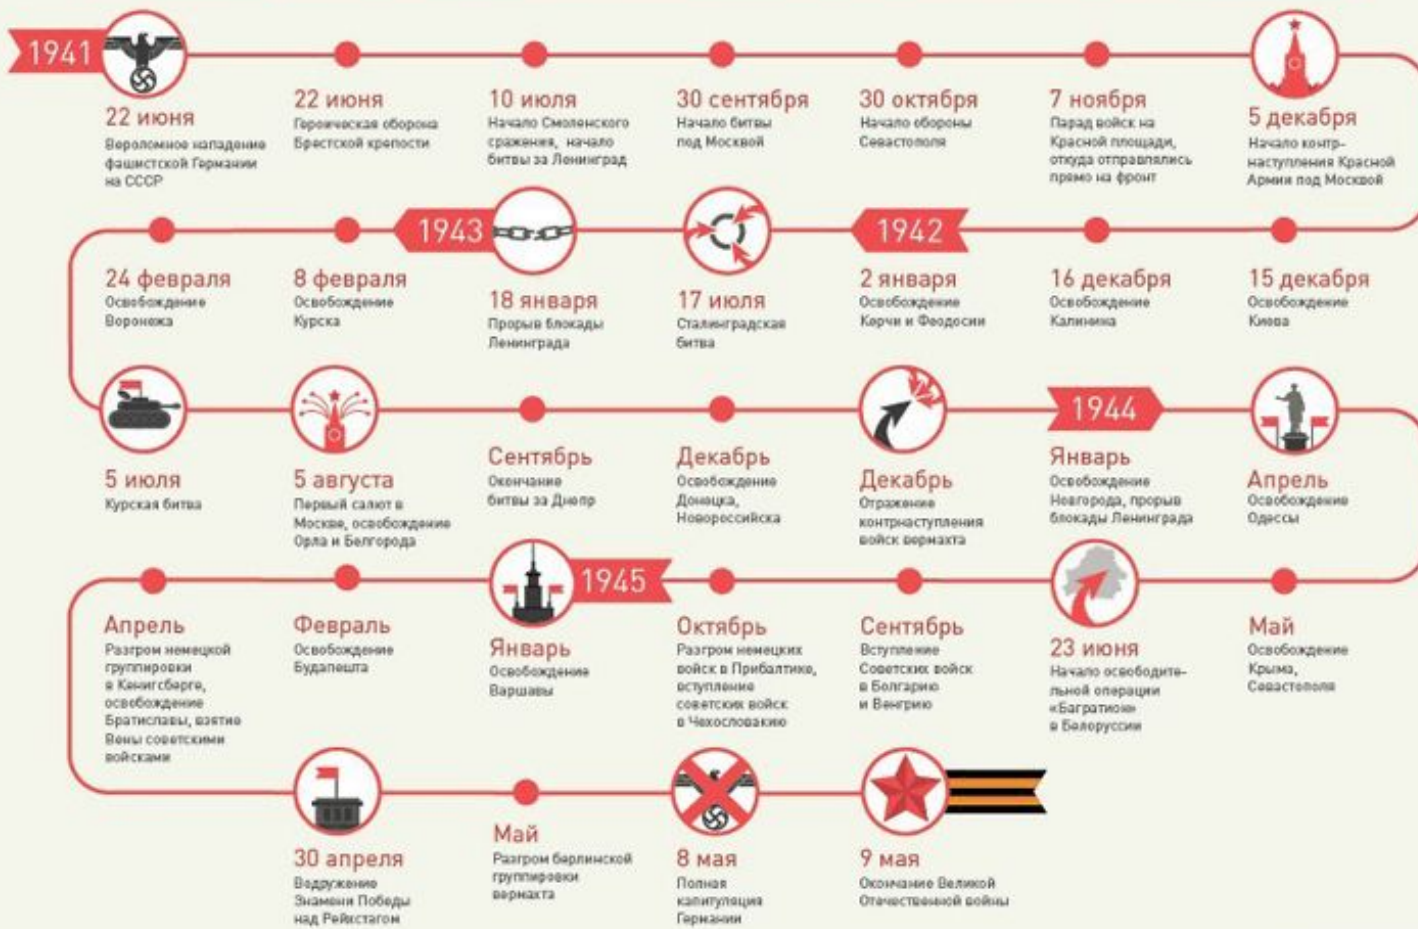 1941
22 июня
Вероломное нападение
фашистской Германии
на СССР
22 июня
Героическая оборона
Брестской крепости
10 июля
Начало Смоленского
сражения, начало
битвы за Ленинград
30 сентября
Начало битвы
под Москвой
30 октября
Начало обороны
Севастополя
7 ноября
Парад войск на
Красной площади,
откуда отправлялись
прямо на фронт
5 декабря
Начало контр-
наступления Красной
Армии под Москвой
15 декабря
Освобождение
Клина
16 декабря
Освобождение
Калинина
1942
2 января
Освобождение
Керчи и Феодосии
17 июля
Сталинградская
битва
1943
18 января
Прорыв блокады
Ленинграда
8 февраля
Освобождение
Курска
24 февраля
Освобождение
Воронежа
5 июля
Курская битва
5 августа
Первый салют в
Москве, освобождение
Орла и Белгорода
Сентябрь
Окончание
битвы за Днепр
Декабрь
Освобождение
Донецка,
Новороссийска
Декабрь
Отражение
контрнаступления
войск вермахта
1944
Январь
Освобождение
Новгорода, прорыв
блокады Ленинграда
Апрель
Освобождение
Одессы
Май
Освобождение
Крыма,
Севастополя
23 июня
Начало освободите-
льной операции
«Багратион»
в Белоруссии
Сентябрь
Вступление
Советских войск
в Болгарию
и Венгрию
Октябрь
Разгром немецких
войск в Прибалтике,
вступление
советских войск
в Чехословакию
1945
Январь
Освобождение
Варшавы
Февраль
Освобождение
Будапешта
Апрель
Разгром немецкой
группировки
в Кенигсберге,
освобождение
Братиславы, взятие
Вены советскими
войсками
30 апреля
Водружение
Знамени Победы
над Рейхстагом
Май
Разгром берлинской
группировки
вермахта
8 мая
Полная
капитуляция
Германии
9 мая
Окончание Великой
Отечественной войны